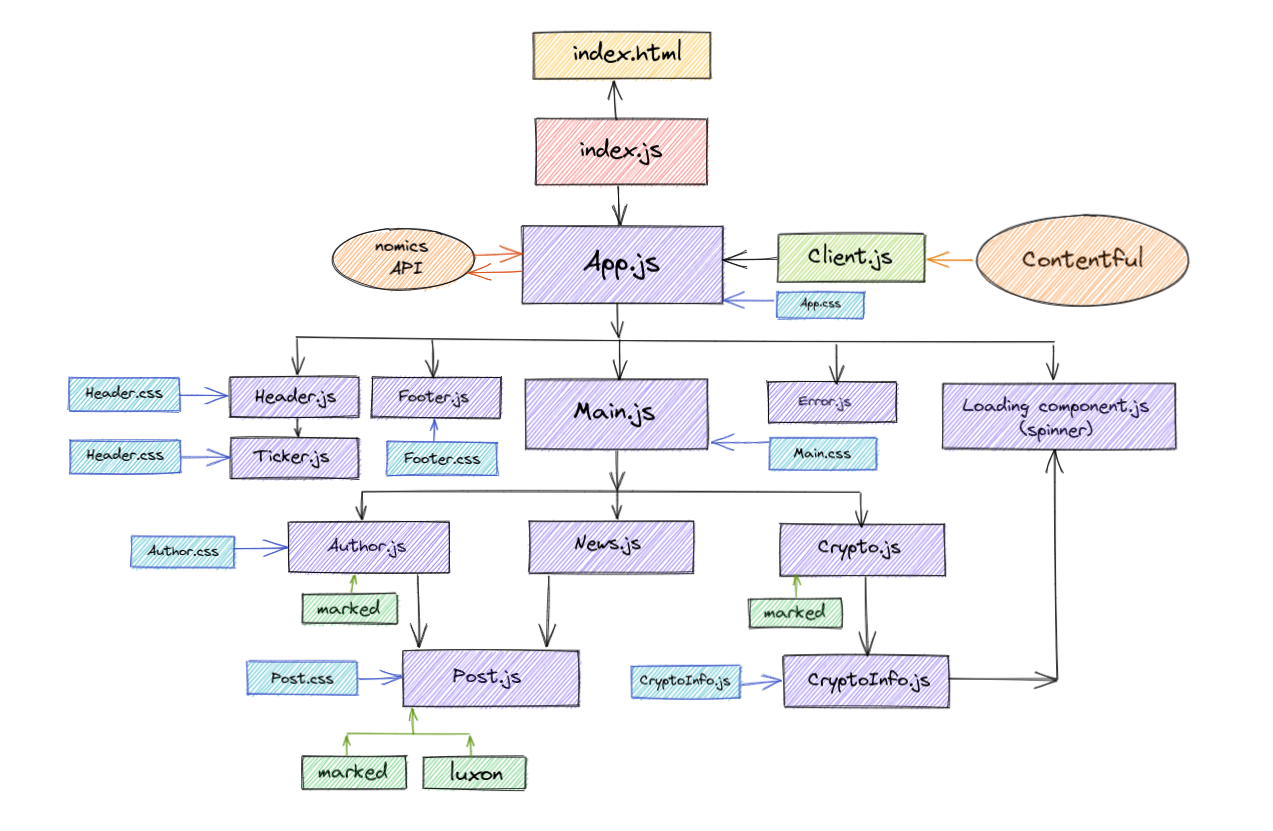 index.html
index.js
nomics
API
App.js
Client.js
Contentful
App.css
Header.css
Header.js
Footer.js
Main.js
Error.js
Loading component.js
(spinner)
Header.css
Ticker.js
Footer.css
Main.css
Author.css
Author.js
News.js
Crypto.js
marked
marked
Post.css
Post.js
CryptoInfo.js
CryptoInfo.js
marked
luxon